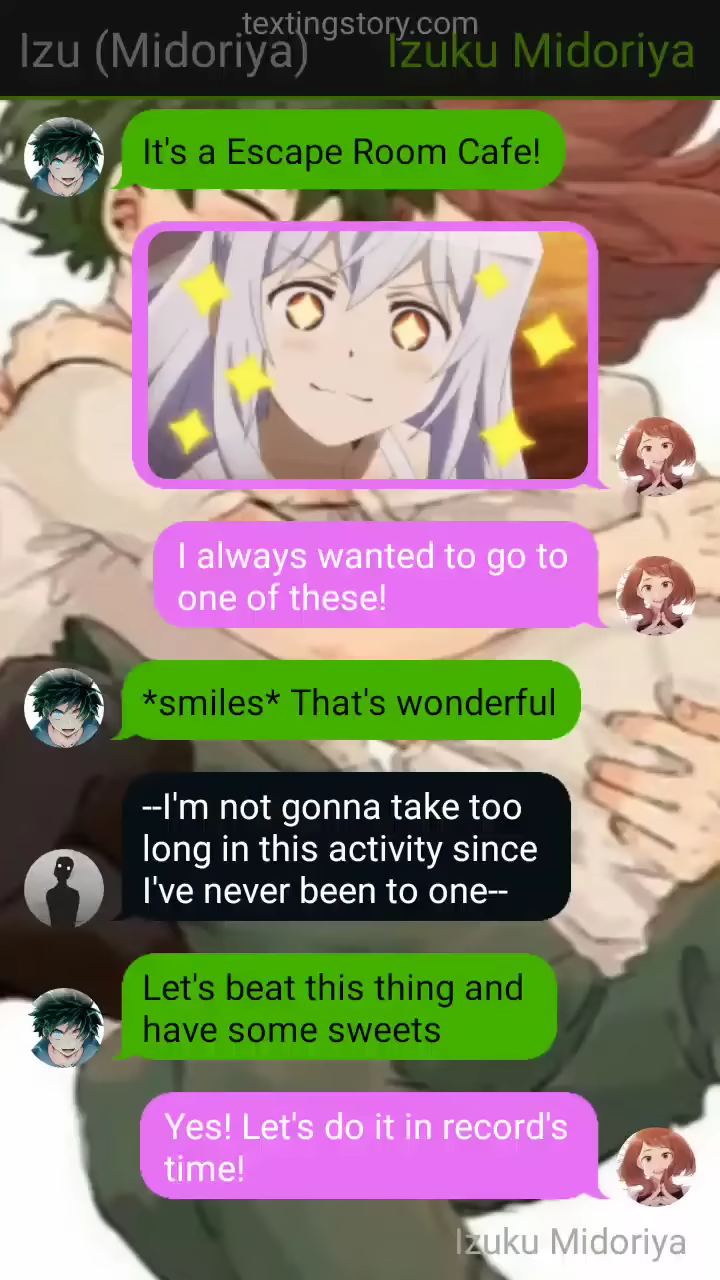 textingstory.com
Izu (Midoriya) Izuku Midoriya
It's a Escape Room Cafe!
I always wanted to go to
one of these!
*smiles* That's wonderful
--I'm not gonna take too
long in this activity since
I've never been to one--
Let's beat this thing and
have some sweets
Yes! Let's do it in record's
time!
Izuku Midoriya